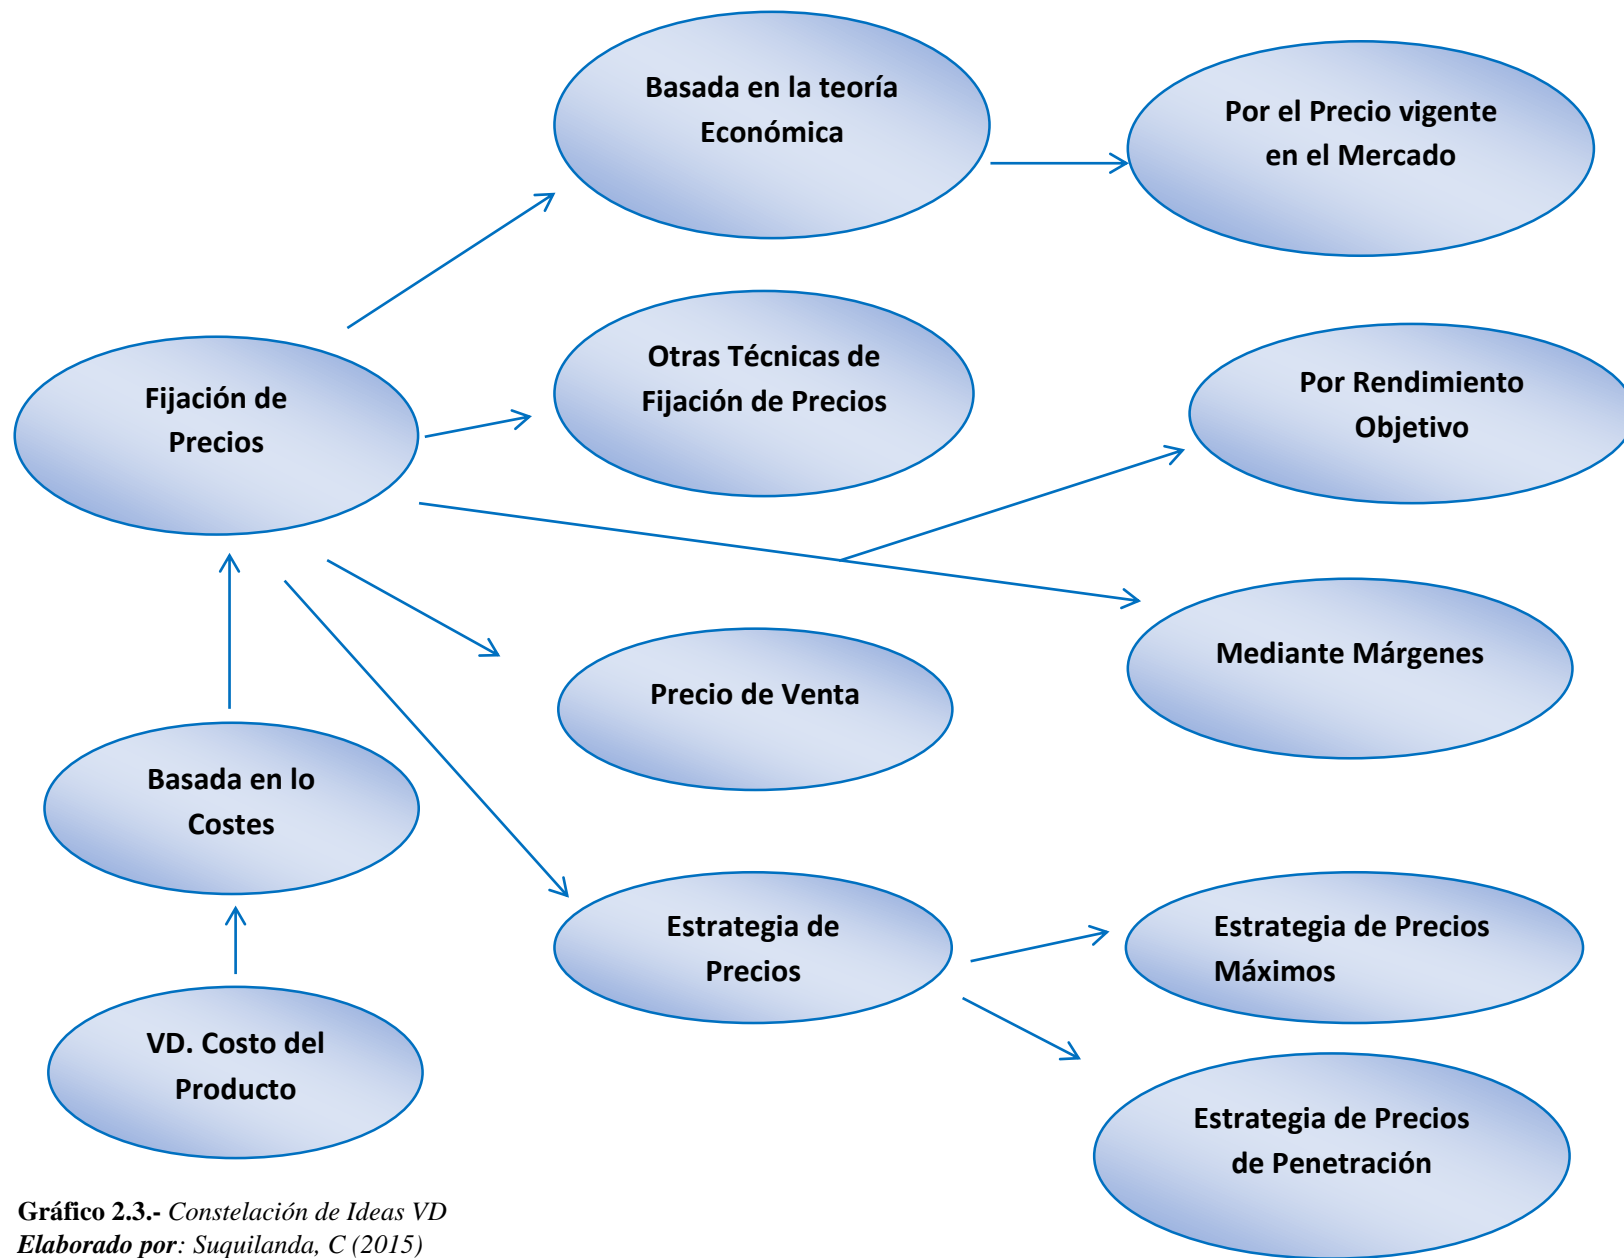 Basada en la teoría
Económica
Por el Precio vigente
en el Mercado
Otras Técnicas de
Fijación de Precios
Por Rendimiento
Objetivo
Fijación de
Precios
Mediante Márgenes
Precio de Venta
Basada en lo
Costes
Estrategia de
Precios
Estrategia de Precios
Máximos
VD. Costo del
Producto
Estrategia de Precios
de Penetración
Gráfico 2.3.- Constelación de Ideas VD
Elaborado por: Suquilanda, C (2015)